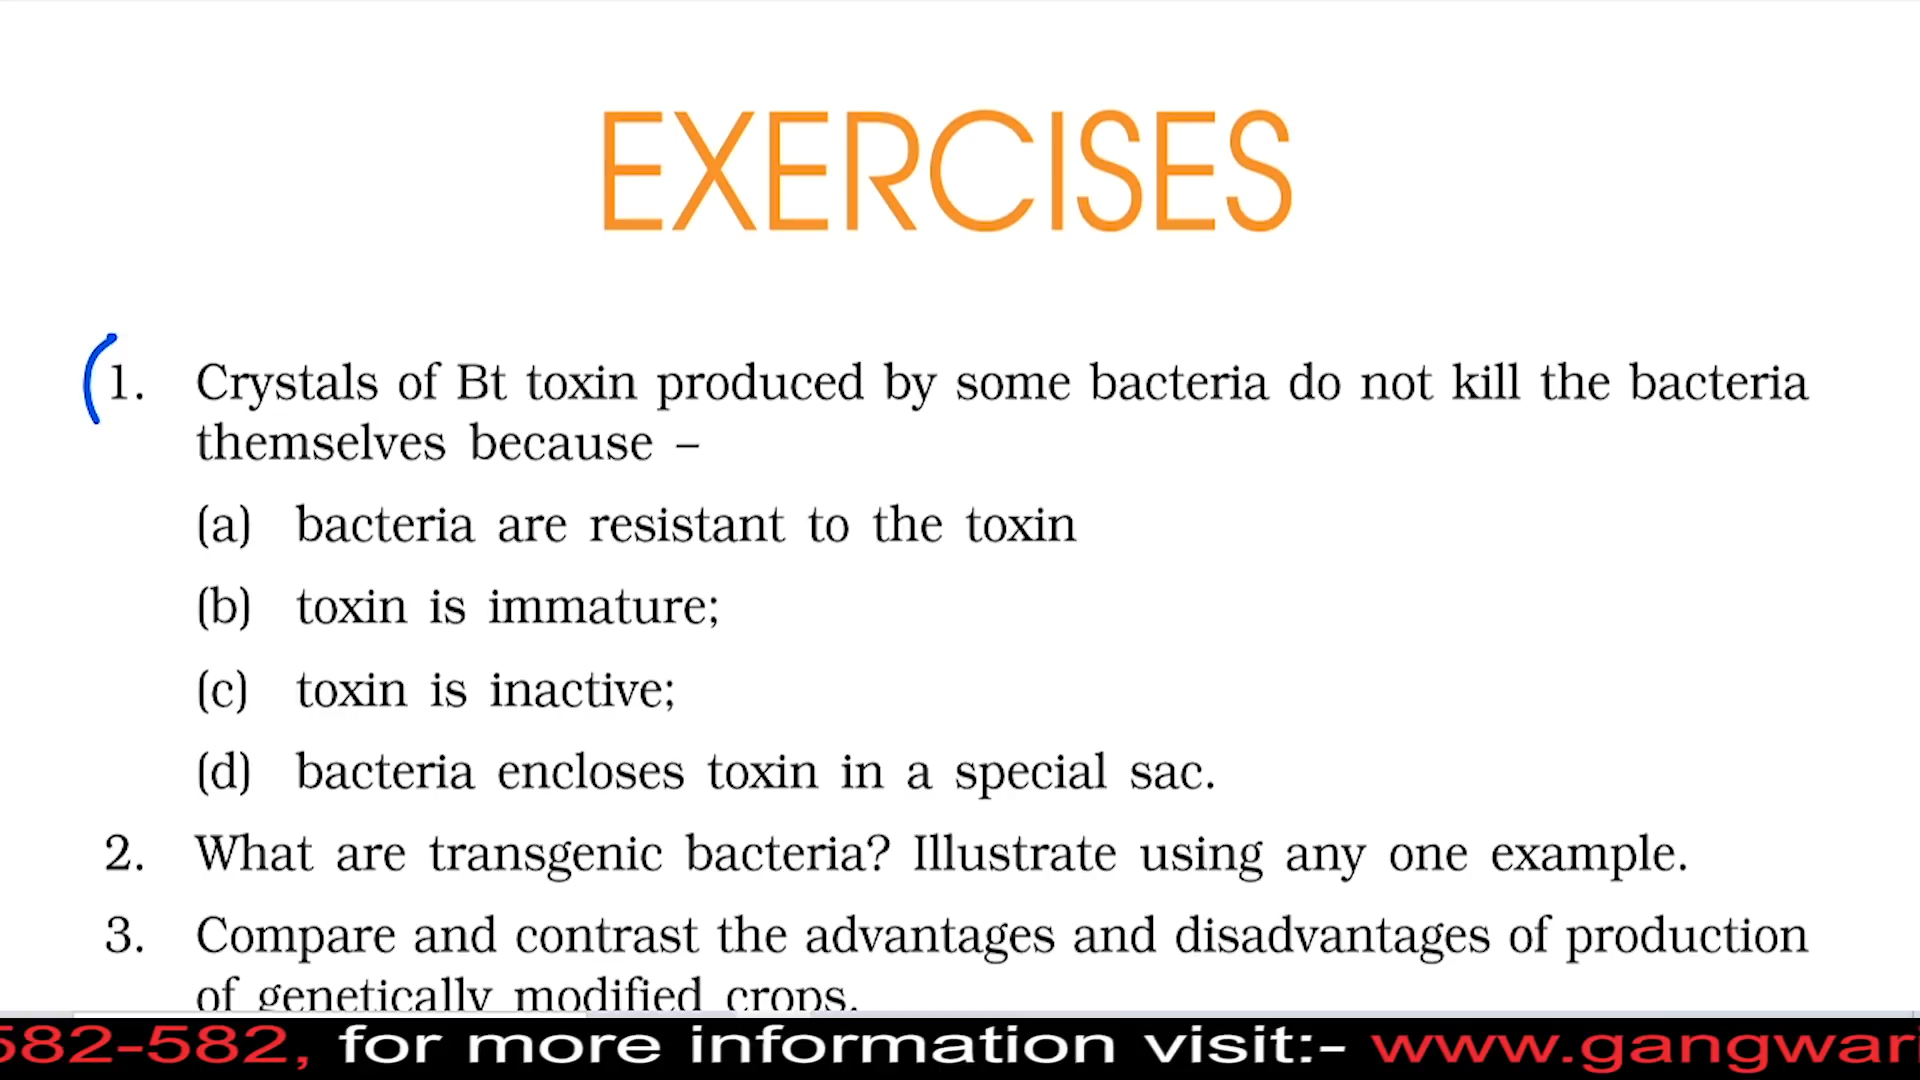 EXERCISES
1. Crystals of Bt toxin produced by some bacteria do not kill the bacteria
themselves because –
(a) bacteria are resistant to the toxin
(b) toxin is immature;
(c) toxin is inactive;
(d) bacteria encloses toxin in a special sac.
2. What are transgenic bacteria? Illustrate using any one example.
3. Compare and contrast the advantages and disadvantages of production
of genetically modified crops.
582-582, for more information visit:- www.gangwar